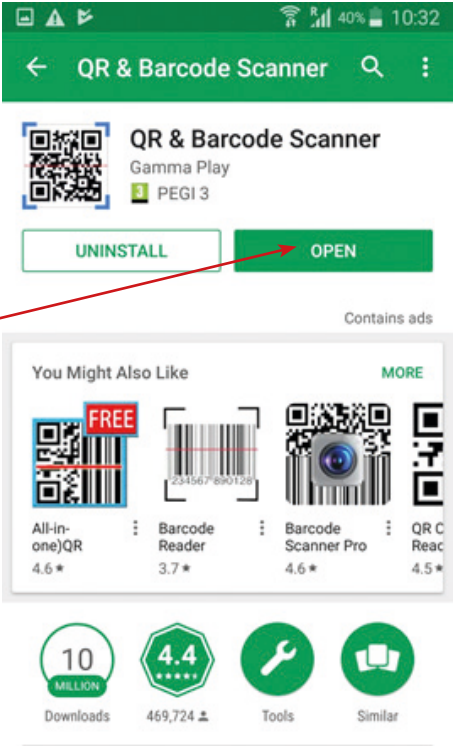 R 40% 10:32
QR & Barcode Scanner
QR & Barcode Scanner
Gamma Play
3 PEGI 3
UNINSTALL OPEN
Contains ads
You Might Also Like MORE
FREE
234567 890128
All-in-
one)QR
4.6★
Barcode
Reader
3.7★
Barcode
Scanner Pro
4.6★
QR C
Reac
4.5★
10
MILLION
Downloads
4.4
★★★★★
469,724
Tools
Similar